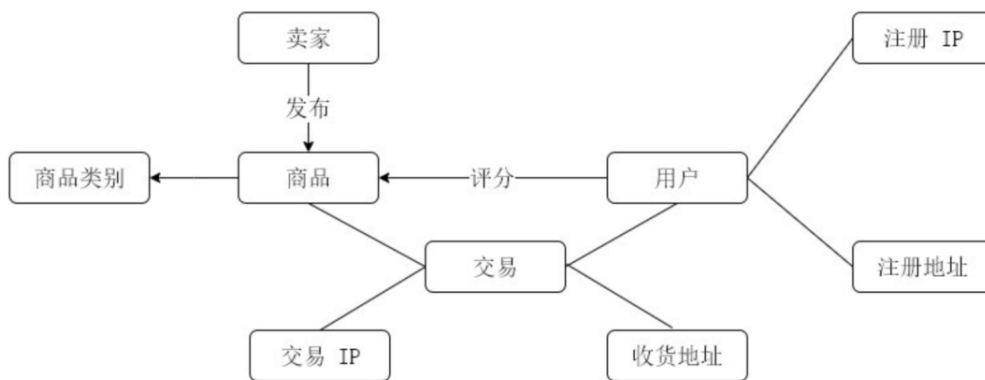 卖家
注册 IP
发布
商品类别
商品
评分
用户
交易
注册地址
交易 IP
收货地址